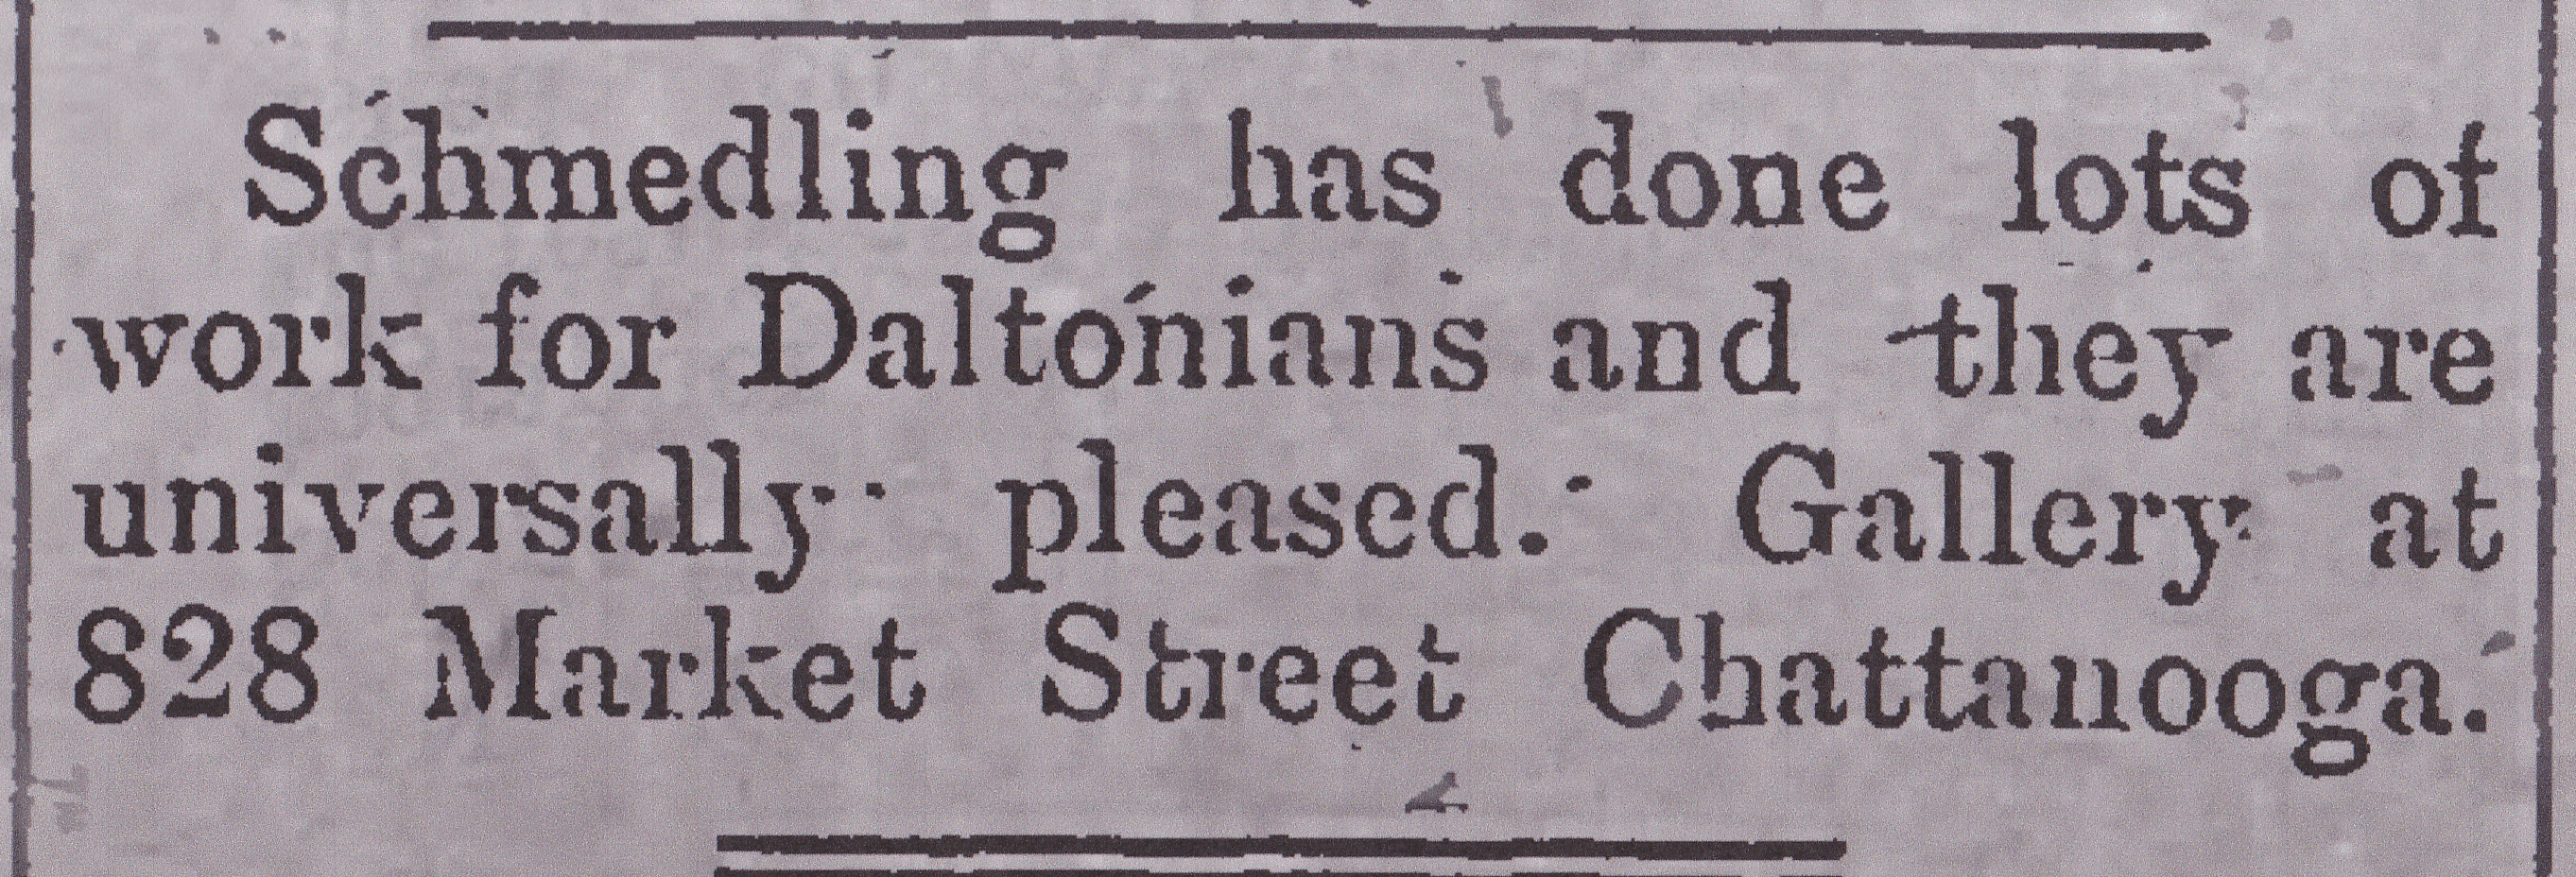 Schmedling has done lots of
work for Daltonians and they are
universally pleased. Gallery at
828 Market Street Chattanooga.